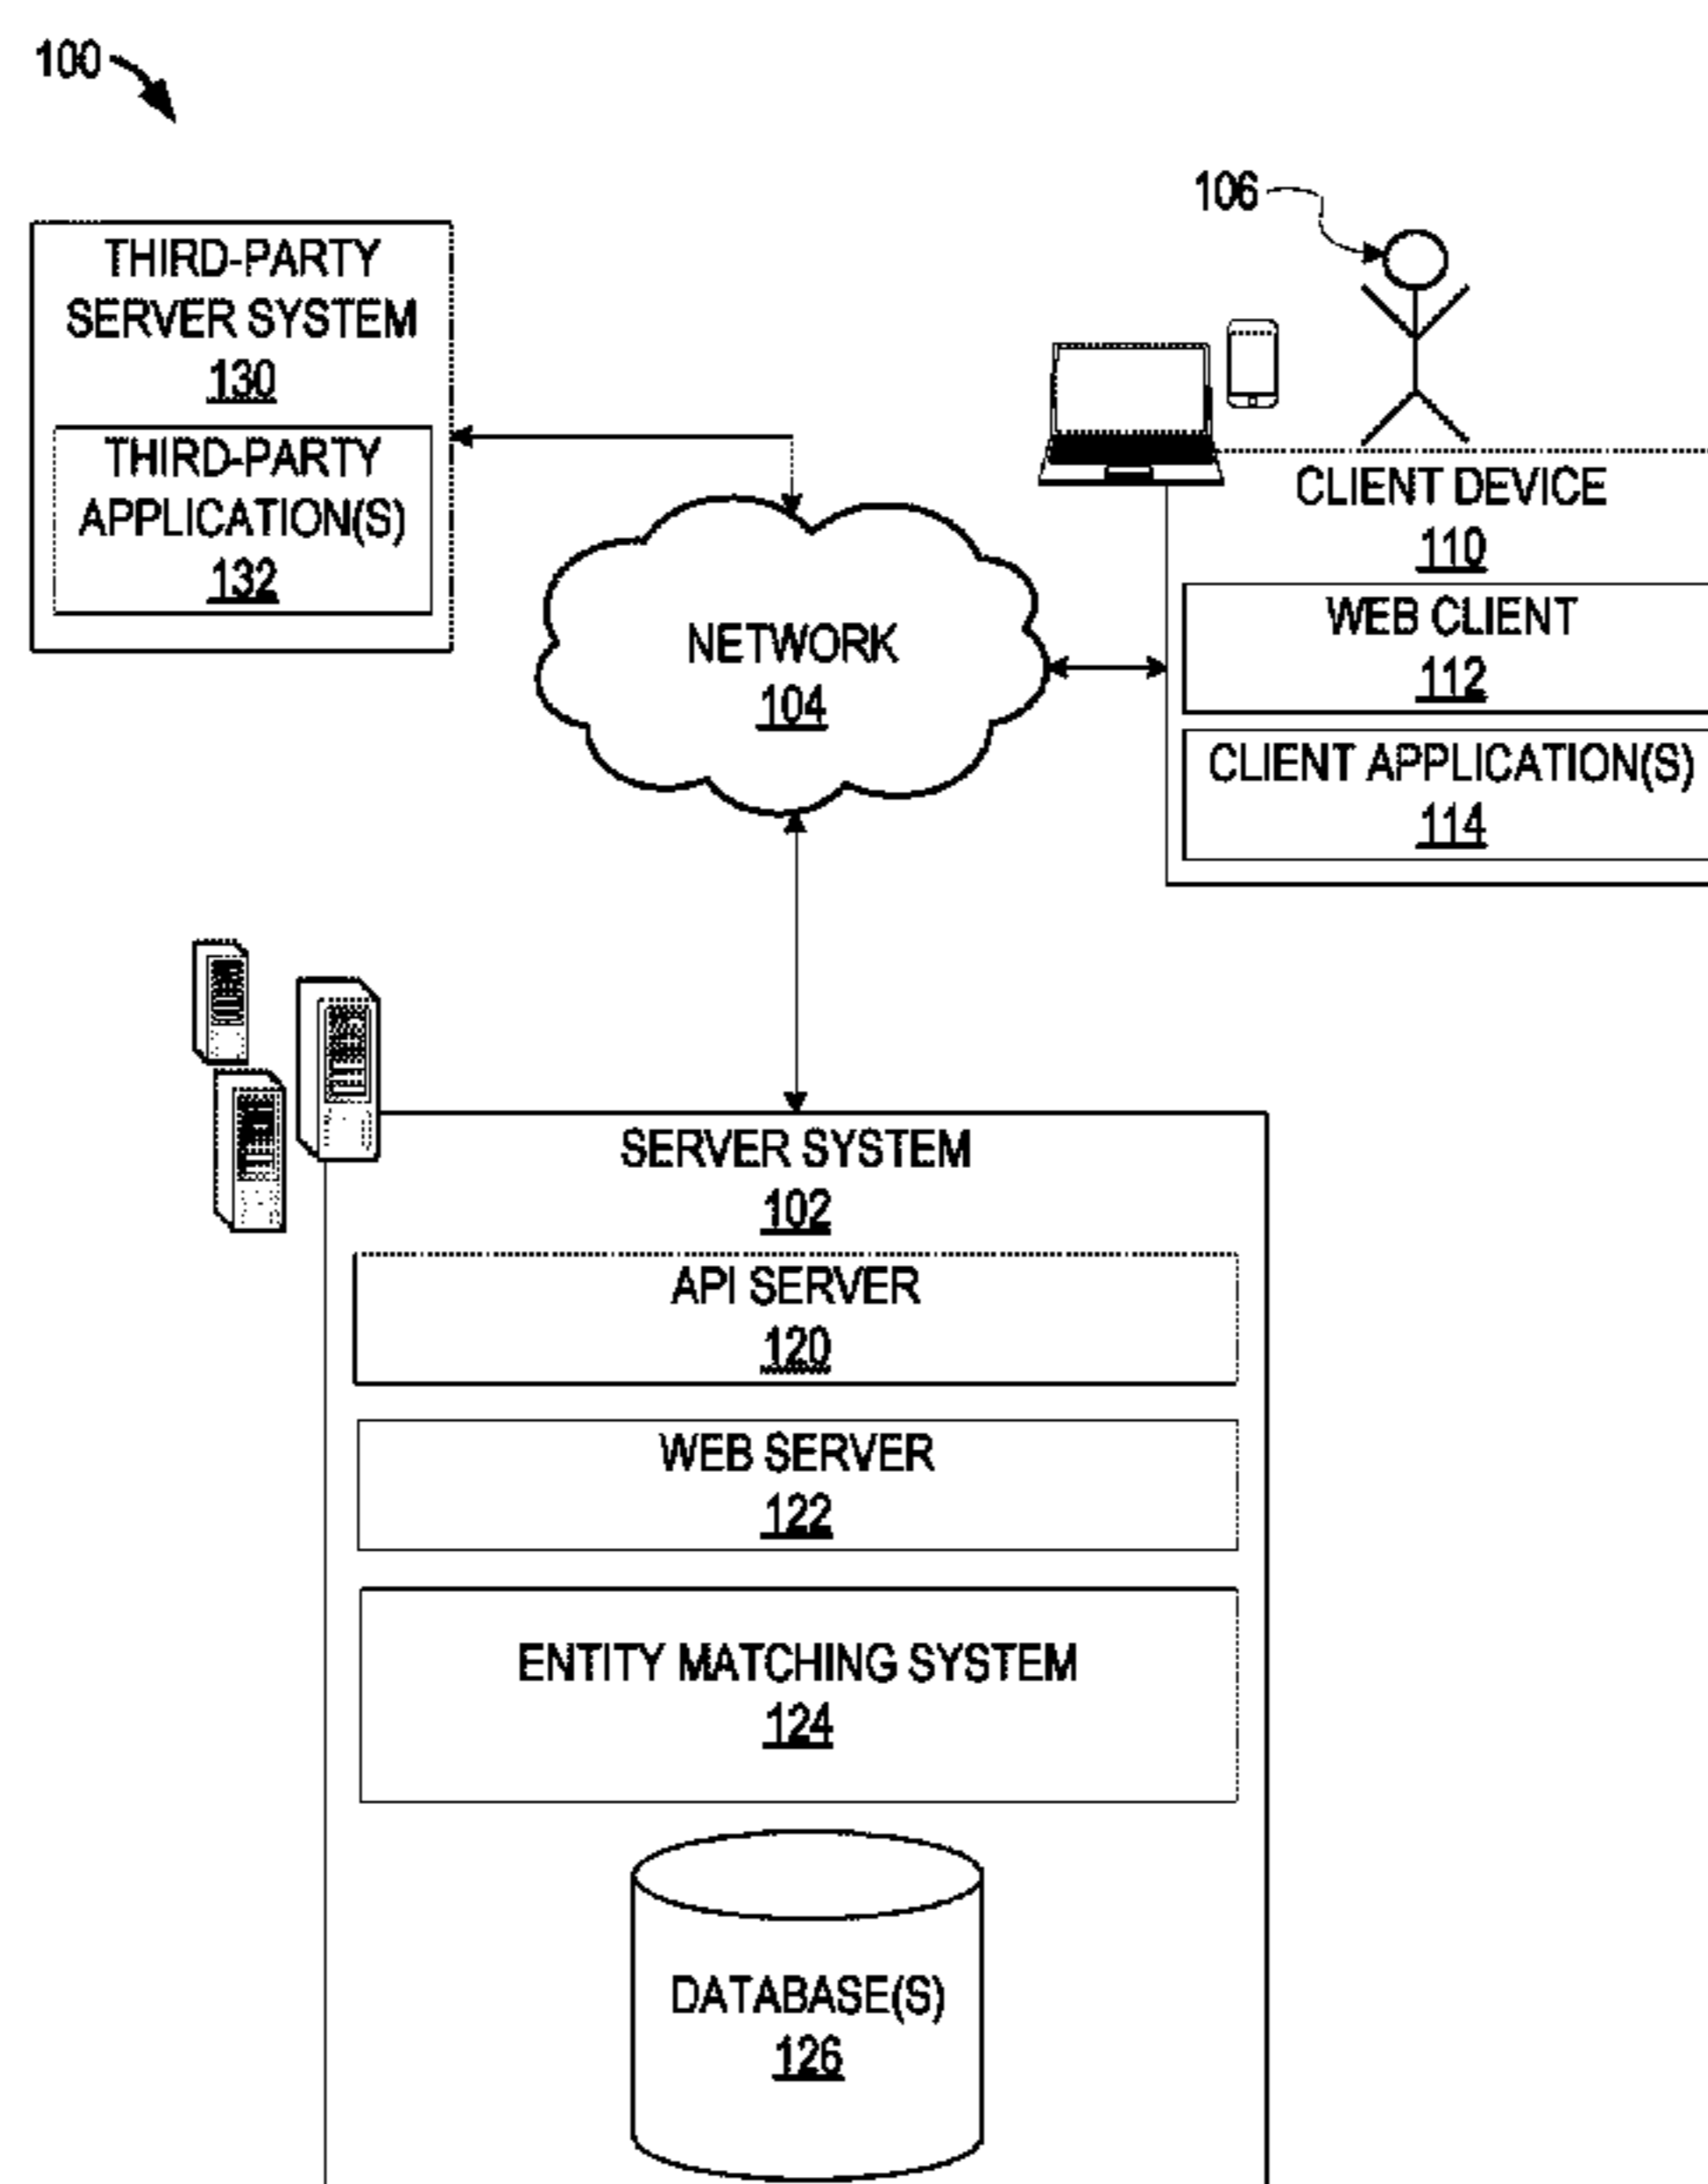 100
106
THIRD-PARTY
SERVER SYSTEM
130
THIRD-PARTY
APPLICATION(S)
132
CLIENT DEVICE
110
WEB CLIENT
112
CLIENT APPLICATION(S)
114
NETWORK
104
SERVER SYSTEM
102
API SERVER
120
WEB SERVER
122
ENTITY MATCHING SYSTEM
124
DATABASE(S)
126